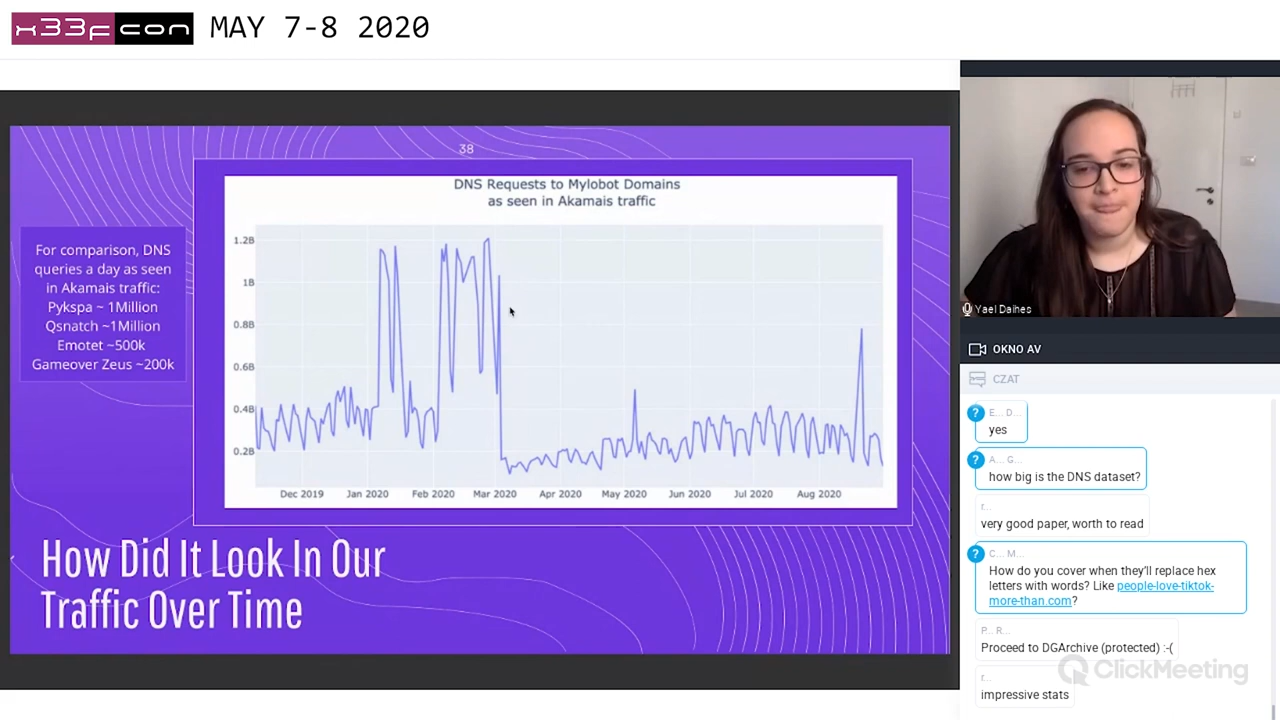 x33fcon MAY 7-8 2020
38
DNS Requests to Mylobot Domains
as seen in Akamais traffic
1.2B
1B
0.8B
0.6B
0.4B
0.2B
Dec 2019 Jan 2020 Feb 2020 Mar 2020 Apr 2020 May 2020 Jun 2020 Jul 2020 Aug 2020
For comparison, DNS
queries a day as seen
in Akamais traffic:
Pykspa ~ 1Million
Qsnatch ~1Million
Emotet ~500k
Gameover Zeus ~200k
How Did It Look In Our
Traffic Over Time
Yael Daihes
OKNO AV
CZAT
? E... D...
yes
? A... G...
how big is the DNS dataset?
r...
very good paper, worth to read
? C... M...
How do you cover when they'll replace hex
letters with words? Like people-love-tiktok-
more-than.com?
P... R...
Proceed to DGArchive (protected) :-(
ClickMeeting
r...
impressive stats